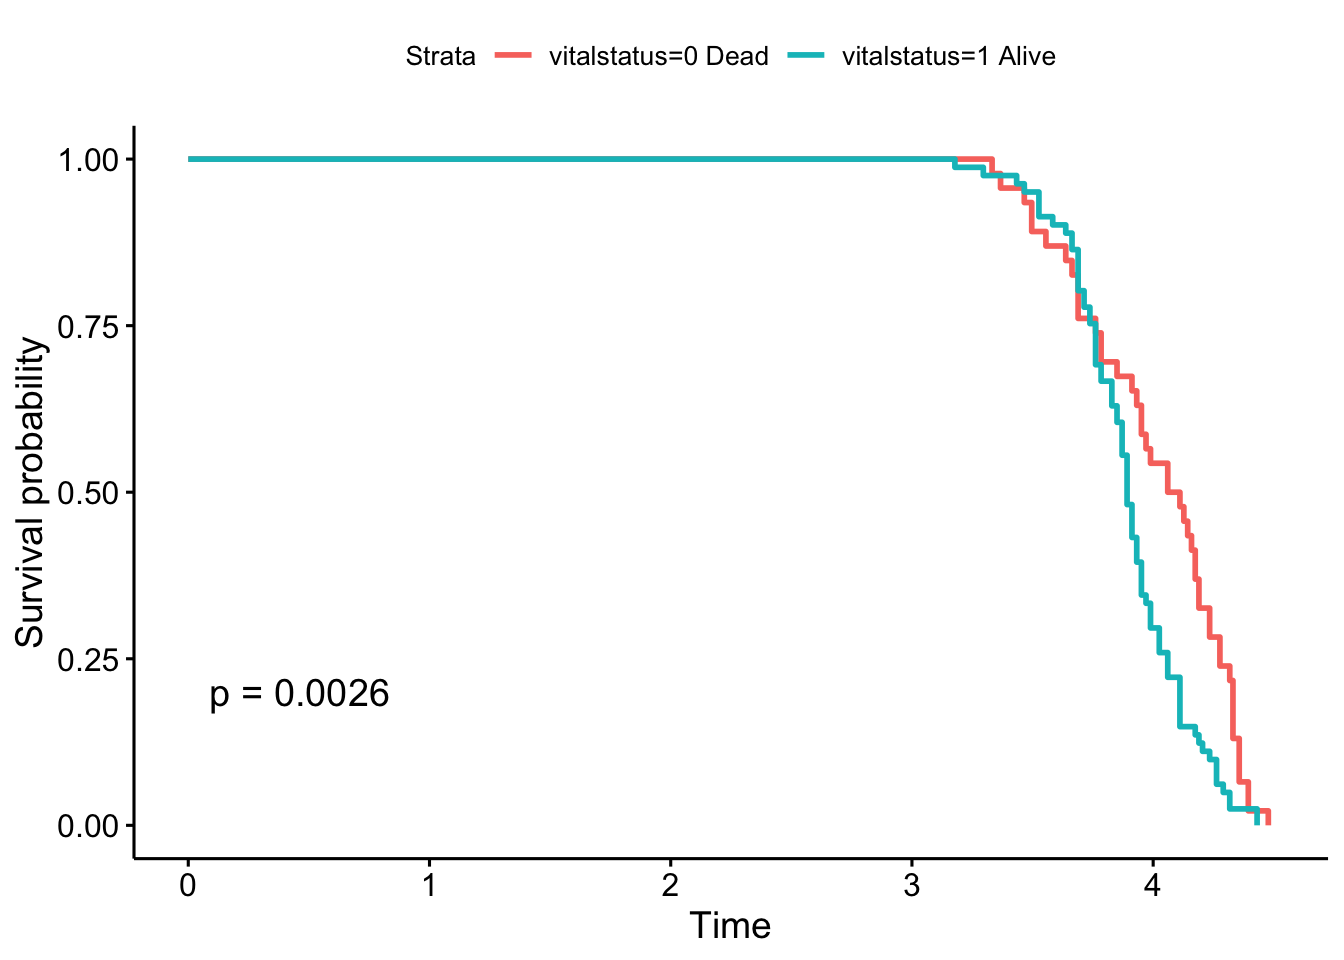 Strata vitalstatus=0 Dead vitalstatus=1 Alive
1.00
0.75
0.50
0.25
0.00
Survival probability
p = 0.0026
0 1 2 3 4
Time